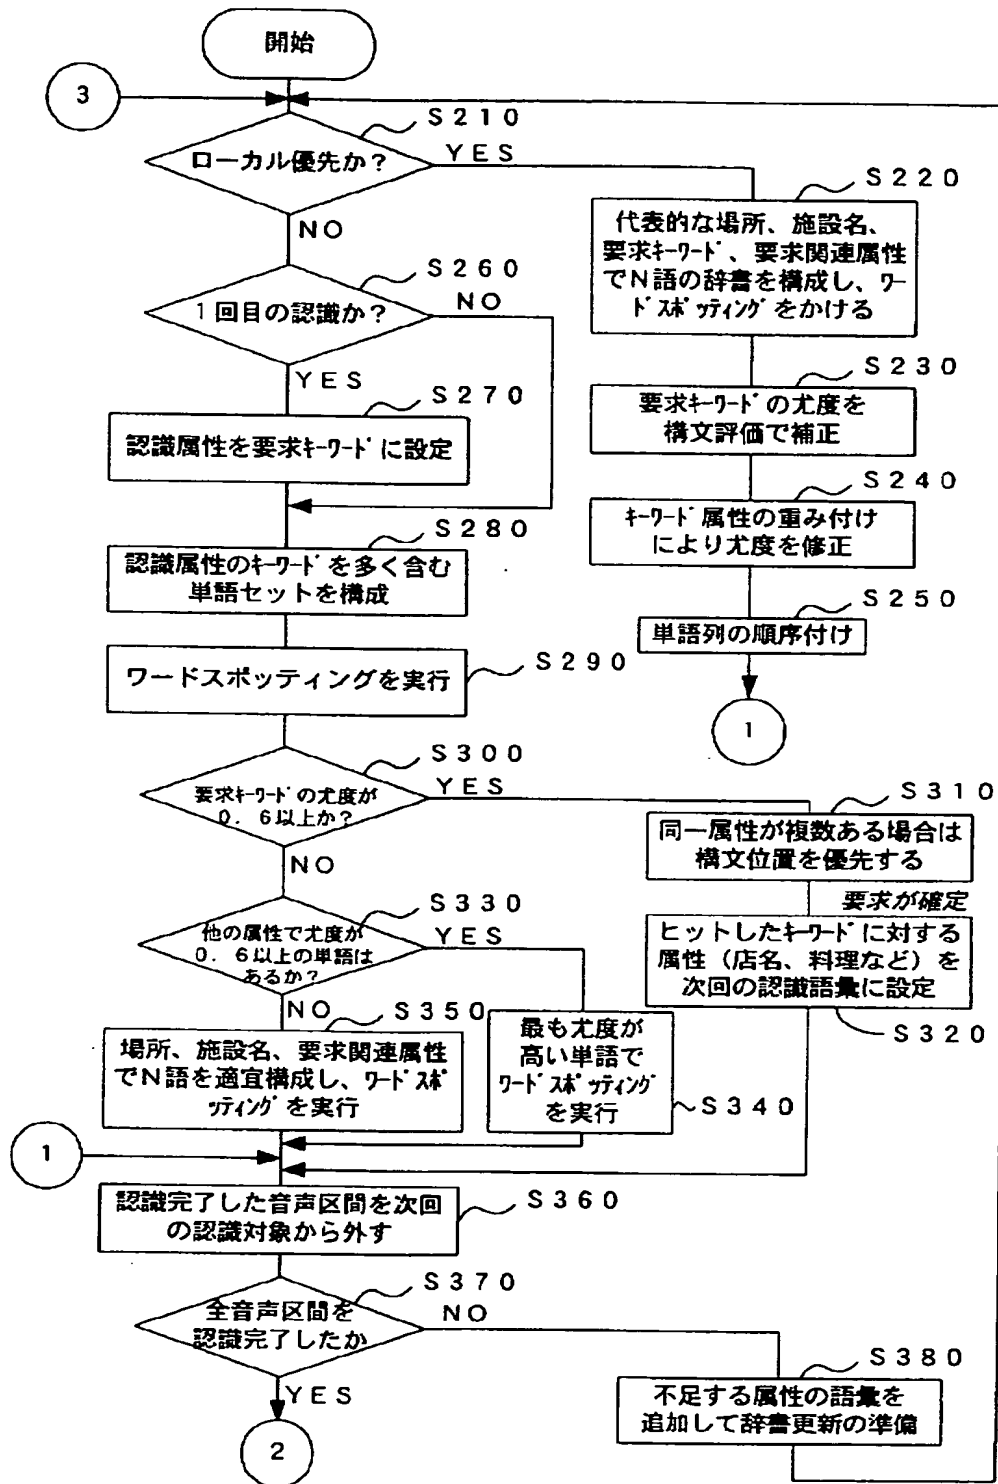 開始
3
S210
ローカル優先か?
YES
NO
S220
代表的な場所、施設名、
要求キーワード、要求関連属性
でN語の辞書を構成し、ワー
ドスポッティングをかける
S260
1回目の認識か?
NO
YES
S230
要求キーワードの尤度を
構文評価で補正
S270
認識属性を要求キーワードに設定
S240
キーワード属性の重み付け
により尤度を修正
S280
認識属性のキーワードを多く含む
単語セットを構成
S250
単語列の順序付け
1
S290
ワードスポッティングを実行
S300
要求キーワードの尤度が
0.6以上か?
YES
NO
S310
同一属性が複数ある場合は
構文位置を優先する
要求が確定
S330
他の属性で尤度が
0.6以上の単語は
あるか?
YES
NO
ヒットしたキーワードに対する
属性(店名、料理など)を
次回の認識語彙に設定
S320
S350
場所、施設名、要求関連属性
でN語を適宜構成し、ワードスポ
ッティングを実行
最も尤度が
高い単語で
ワードスポッティング
を実行
S340
1
S360
認識完了した音声区間を次回
の認識対象から外す
S370
全音声区間を
認識完了したか
NO
YES
S380
不足する属性の語彙を
追加して辞書更新の準備
2